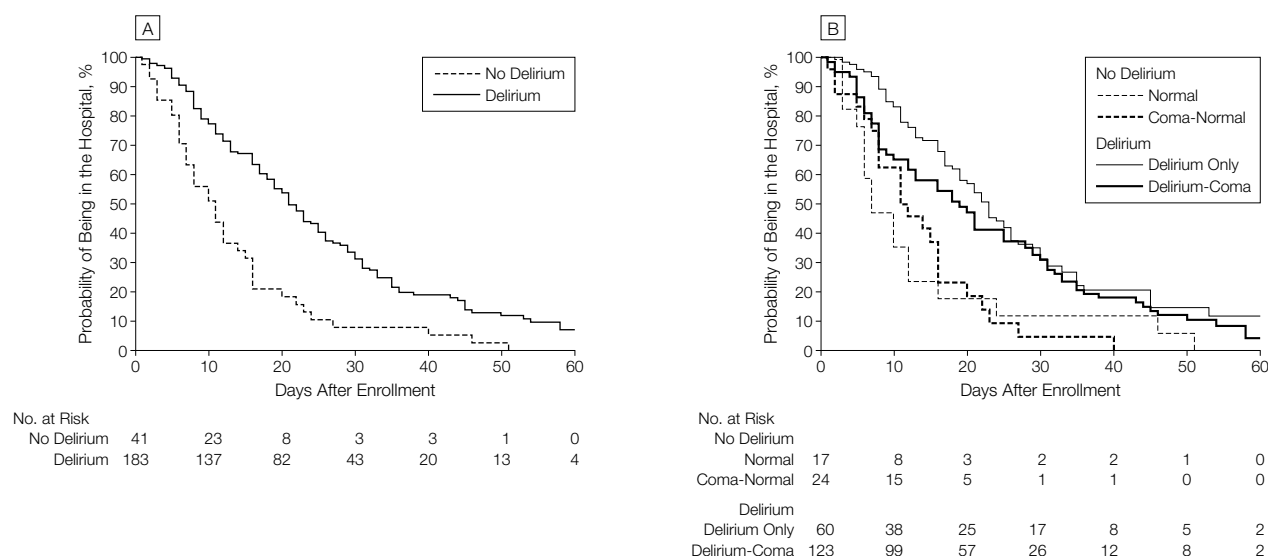 A
Probability of Being in the Hospital, %
100
90
80
70
60
50
40
30
20
10
0
No Delirium
Delirium
0 10 20 30 40 50 60
Days After Enrollment
No. at Risk
No Delirium 41 23 8 3 3 1 0
Delirium 183 137 82 43 20 13 4
B
Probability of Being in the Hospital, %
100
90
80
70
60
50
40
30
20
10
0
No Delirium
Normal
Coma-Normal
Delirium
Delirium Only
Delirium-Coma
0 10 20 30 40 50 60
Days After Enrollment
No. at Risk
No Delirium
Normal 17 8 3 2 2 1 0
Coma-Normal 24 15 5 1 1 0 0
Delirium
Delirium Only 60 38 25 17 8 5 2
Delirium-Coma 123 99 57 26 12 8 2